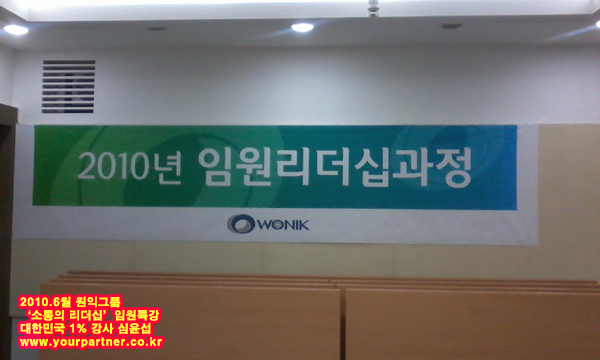 2010년 임원리더십과정
WONIK
2010.6월 원익그룹
'소통의 리더십' 임원특강
대한민국 1% 강사 심윤섭
www.yourpartner.co.kr